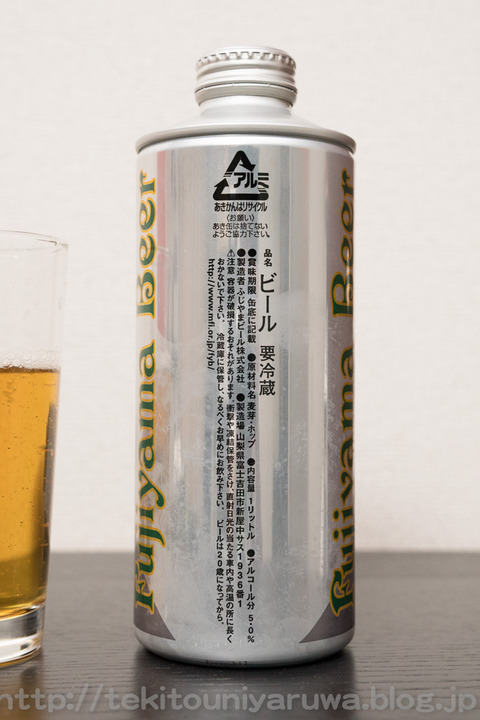 アルミ
あきかんはリサイクル
〈お願い〉
あき缶は捨てない
ようご協力下さい。
品名 ビール 要冷蔵
●賞味期限 缶底に記載 ●原材料名 麦芽・ホップ ●内容量 1リットル ●アルコール分 5.0%
●製造者 ふじやまビール株式会社 ●製造場 山梨県富士吉田市新屋中サス1936番1
⚠注意 容器が破損するおそれがあります。衝撃や凍結保管をさけ、直射日光の当たる車内や高温の所に長く
おかないで下さい。 冷蔵庫に保管し、なるべくお早めにお飲み下さい。 ビールは20歳になってから。
http://www.mfi.or.jp/fyb/
Fujiyama Beer
Fujiyama Beer
http://tekitouniyaruwa.blog.jp